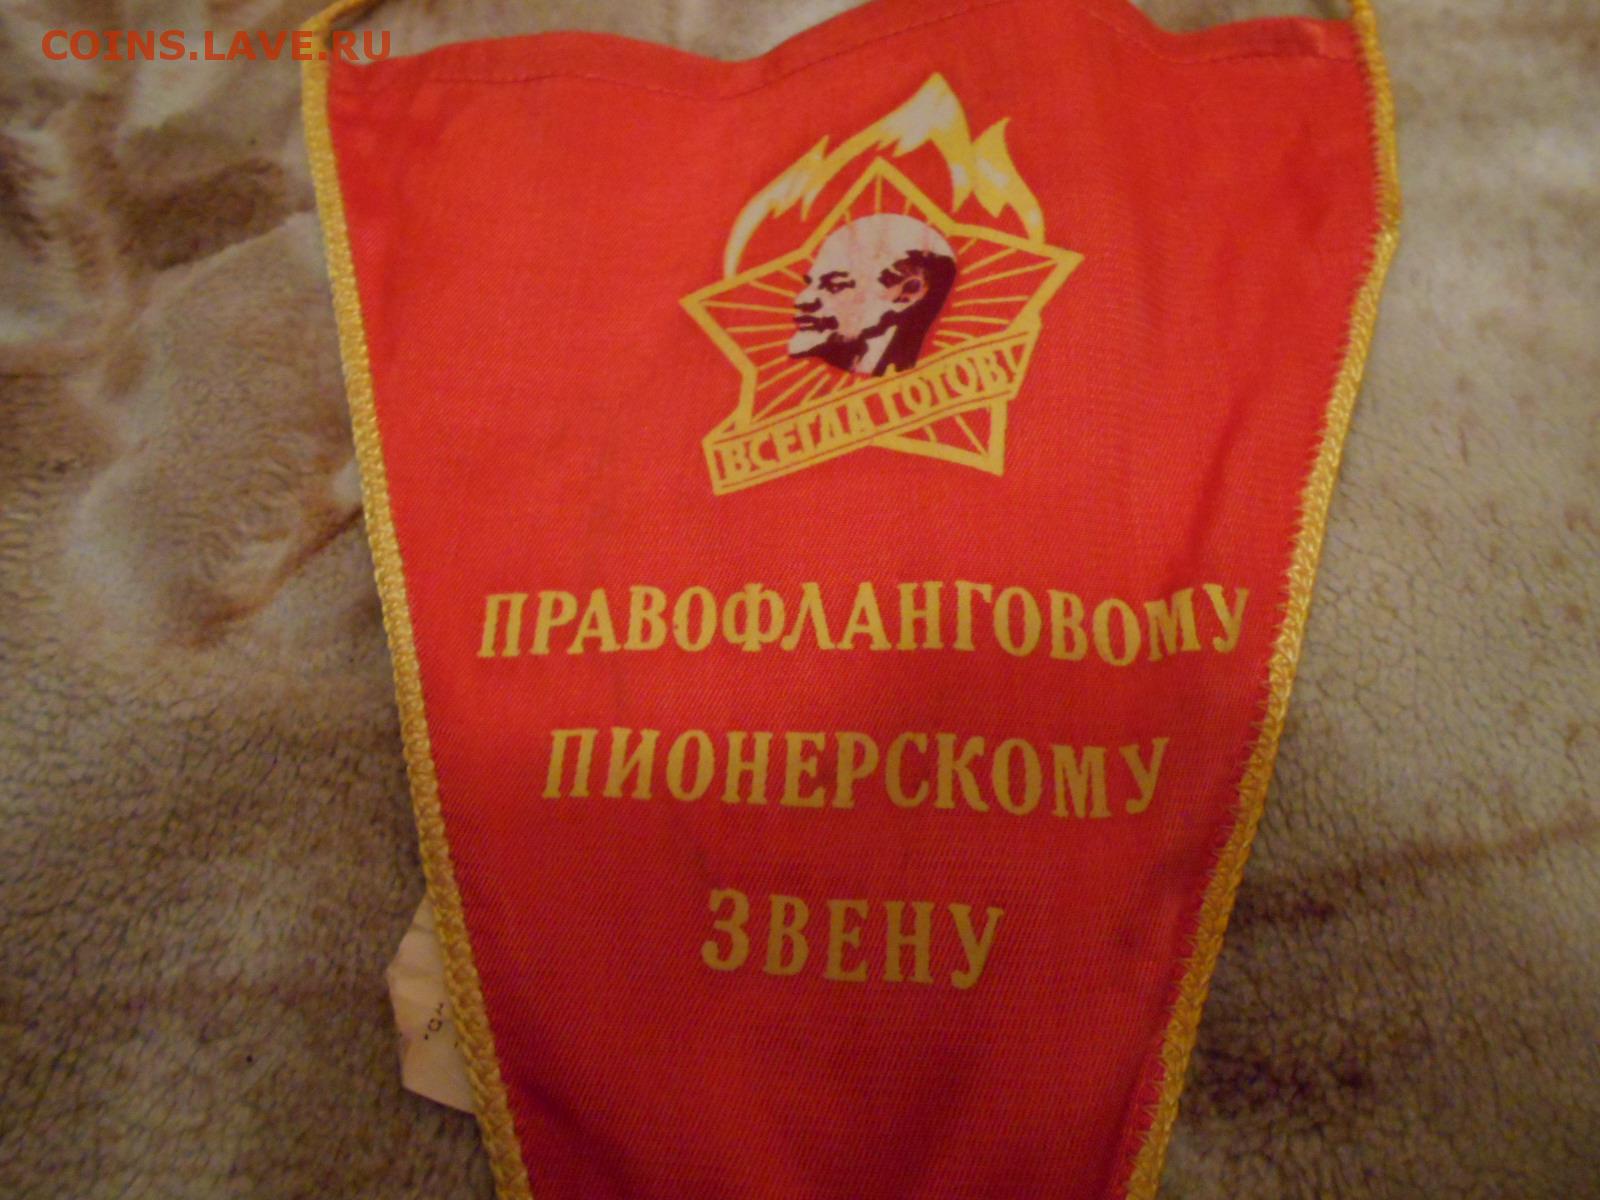 COINS.LAVE.RU
ВСЕГДА ГОТОВ!
ПРАВОФЛАНГОВОМУ
ПИОНЕРСКОМУ
ЗВЕНУ